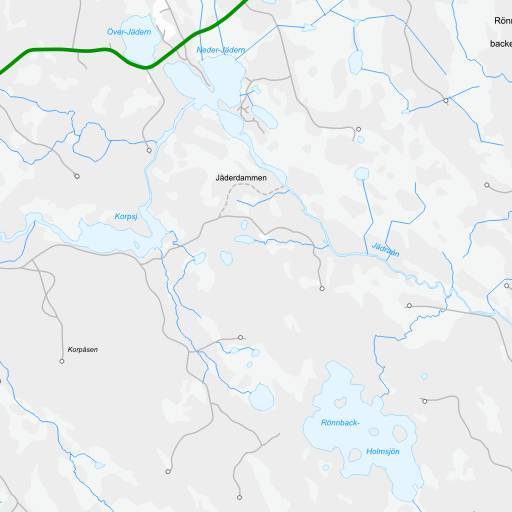 Över-Jädern
Rönn
Neder-Jädern
backe
Jäderdammen
Korpsj.
Jädraån
Korpåsen
Rönnback-
Holmsjön